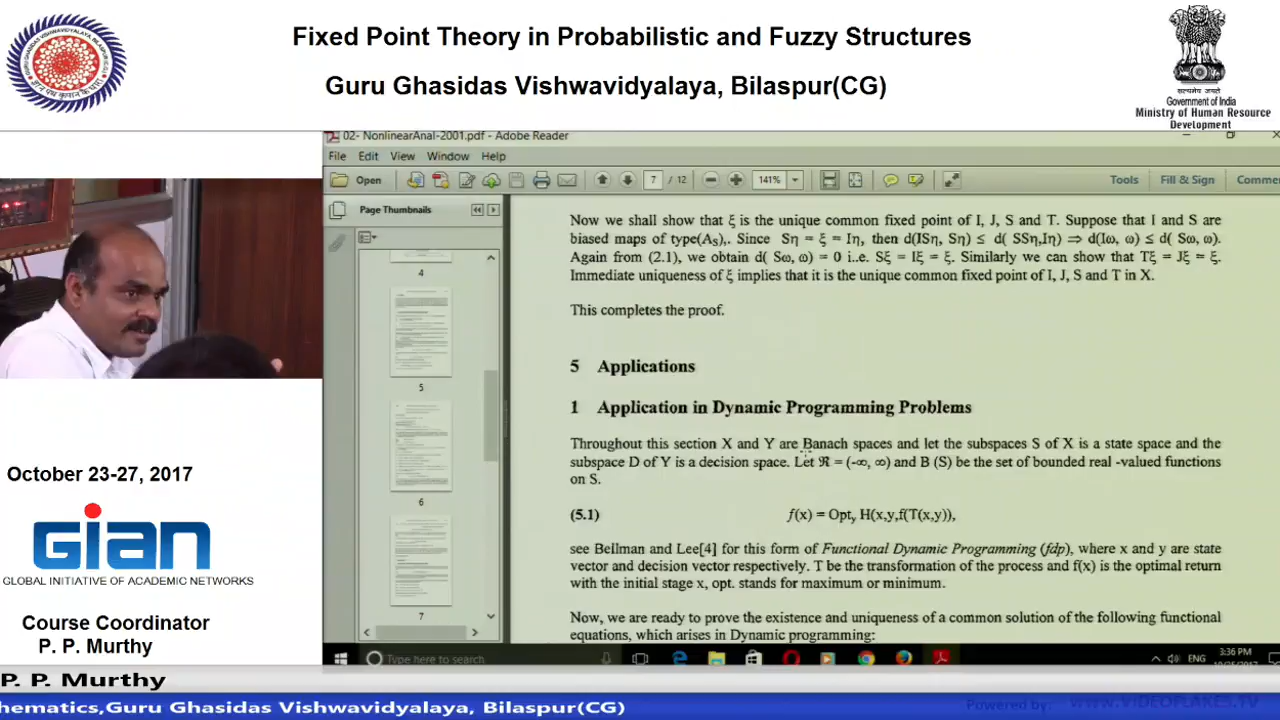 Fixed Point Theory in Probabilistic and Fuzzy Structures
Guru Ghasidas Vishwavidyalaya, Bilaspur(CG)
Government of India
Ministry of Human Resource
Development
02- NonlinearAnal-2001.pdf - Adobe Reader
File Edit View Window Help
Open 7 / 12 141% Tools Fill & Sign Comme
Page Thumbnails
4
5
6
7
Now we shall show that ξ is the unique common fixed point of I, J, S and T. Suppose that I and S are
biased maps of type(As),. Since Sη = ξ = Iη, then d(ISη, Sη) ≤ d( SSη,Iη) ⇒ d(Iω, ω) ≤ d( Sω, ω).
Again from (2.1), we obtain d( Sω, ω) = 0 i..e. Sξ = Iξ = ξ. Similarly we can show that Tξ = Jξ = ξ.
Immediate uniqueness of ξ implies that it is the unique common fixed point of I, J, S and T in X.
This completes the proof.
5 Applications
1 Application in Dynamic Programming Problems
Throughout this section X and Y are Banach spaces and let the subspaces S of X is a state space and the
subspace D of Y is a decision space. Let ℜ = (-∞, ∞) and B (S) be the set of bounded real -valued functions
on S.
(5.1) f(x) = Opty H(x,y,f(T(x,y)),
see Bellman and Lee[4] for this form of Functional Dynamic Programming (fdp), where x and y are state
vector and decision vector respectively. T be the transformation of the process and f(x) is the optimal return
with the initial stage x, opt. stands for maximum or minimum.
Now, we are ready to prove the existence and uniqueness of a common solution of the following functional
equations, which arises in Dynamic programming:
Type here to search
ENG
3:36 PM
October 23-27, 2017
GIAN
GLOBAL INITIATIVE OF ACADEMIC NETWORKS
Course Coordinator
P. P. Murthy
P. P. Murthy
hematics,Guru Ghasidas Vishwavidyalaya, Bilaspur(CG)
Powered by: WWW.VIDEOFLAKES.TV